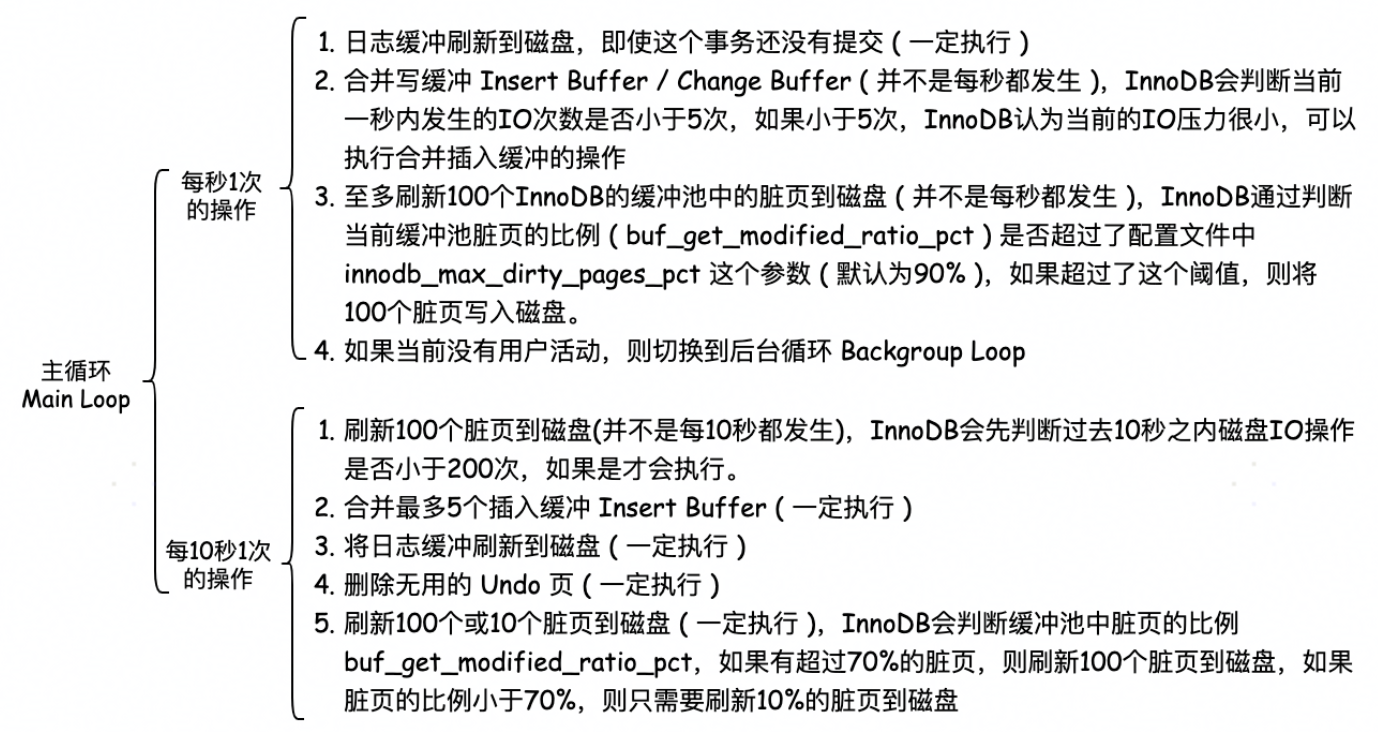 主循环
Main Loop
每秒1次
的操作
1. 日志缓冲刷新到磁盘，即使这个事务还没有提交 ( 一定执行 )
2. 合并写缓冲 Insert Buffer / Change Buffer ( 并不是每秒都发生 )，InnoDB会判断当前
一秒内发生的IO次数是否小于5次，如果小于5次，InnoDB认为当前的IO压力很小，可以
执行合并插入缓冲的操作
3. 至多刷新100个InnoDB的缓冲池中的脏页到磁盘 ( 并不是每秒都发生 )，InnoDB通过判断
当前缓冲池脏页的比例 ( buf_get_modified_ratio_pct ) 是否超过了配置文件中
innodb_max_dirty_pages_pct 这个参数 ( 默认为90% )，如果超过了这个阈值，则将
100个脏页写入磁盘。
4. 如果当前没有用户活动，则切换到后台循环 Backgroup Loop
每10秒1次
的操作
1. 刷新100个脏页到磁盘(并不是每10秒都发生)，InnoDB会先判断过去10秒之内磁盘IO操作
是否小于200次，如果是才会执行。
2. 合并最多5个插入缓冲 Insert Buffer ( 一定执行 )
3. 将日志缓冲刷新到磁盘 ( 一定执行 )
4. 删除无用的 Undo 页 ( 一定执行 )
5. 刷新100个或10个脏页到磁盘 ( 一定执行 )，InnoDB会判断缓冲池中脏页的比例
buf_get_modified_ratio_pct，如果有超过70%的脏页，则刷新100个脏页到磁盘，如果
脏页的比例小于70%，则只需要刷新10%的脏页到磁盘